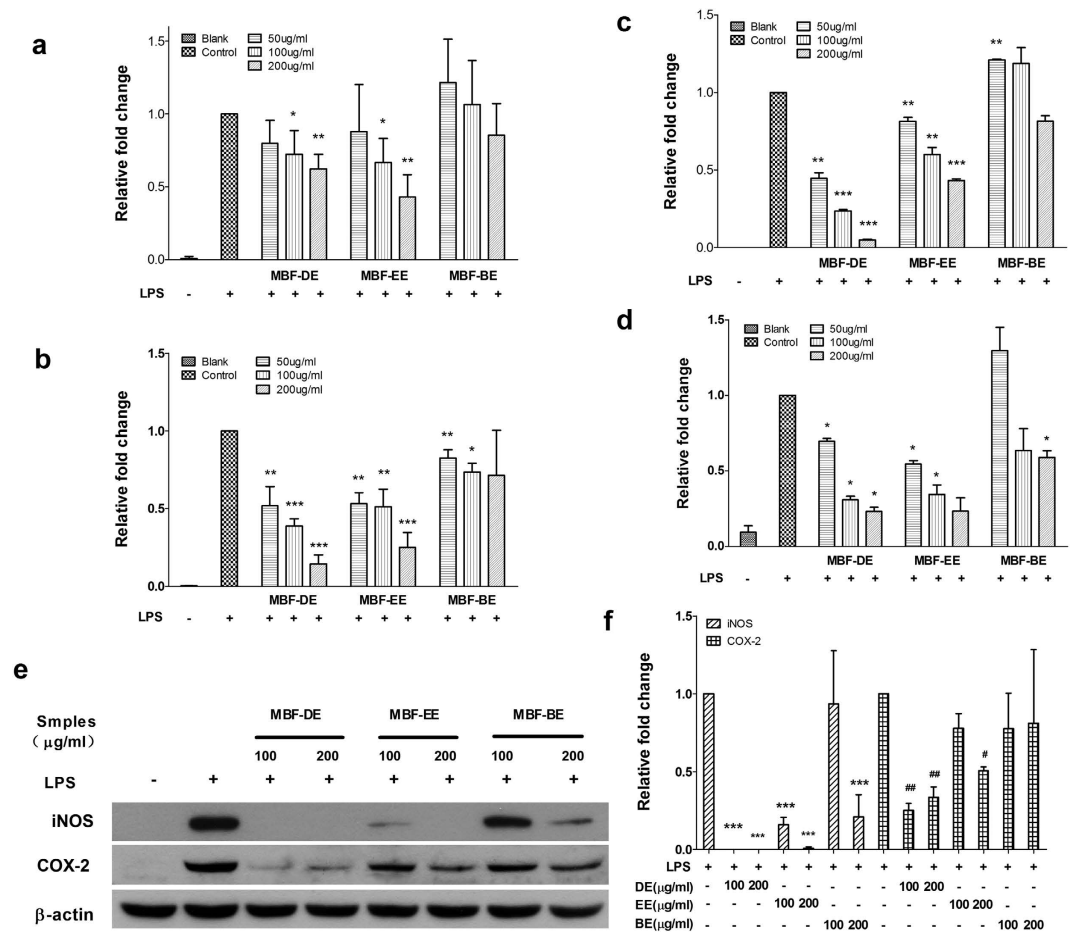 a
Relative fold change
1.5
1.0
0.5
0.0
Blank
Control
50ug/ml
100ug/ml
200ug/ml
* ** * **
MBF-DE MBF-EE MBF-BE
LPS - + + + + + + + + + +
b
Relative fold change
1.5
1.0
0.5
0.0
Blank
Control
50ug/ml
100ug/ml
200ug/ml
** *** *** ** ** *** ** *
MBF-DE MBF-EE MBF-BE
LPS - + + + + + + + + + +
c
Relative fold change
1.5
1.0
0.5
0.0
Blank
Control
50ug/ml
100ug/ml
200ug/ml
** *** *** ** ** *** **
MBF-DE MBF-EE MBF-BE
LPS - + + + + + + + + + +
d
Relative fold change
1.5
1.0
0.5
0.0
Blank
Control
50ug/ml
100ug/ml
200ug/ml
* * * * * *
MBF-DE MBF-EE MBF-BE
LPS - + + + + + + + + + +
e
MBF-DE MBF-EE MBF-BE
Smples
(μg/ml)
100 200 100 200 100 200
LPS - + + + + + + +
iNOS
COX-2
β-actin
f
Relative fold change
1.5
1.0
0.5
0.0
iNOS
COX-2
*** *** *** *** *** ## ## #
LPS + + + + + + + + + + + + + +
DE(μg/ml) - 100 200 - - - - - 100 200 - - - -
EE(μg/ml) - - - 100 200 - - - - - 100 200 - -
BE(μg/ml) - - - - - 100 200 - - - - - 100 200